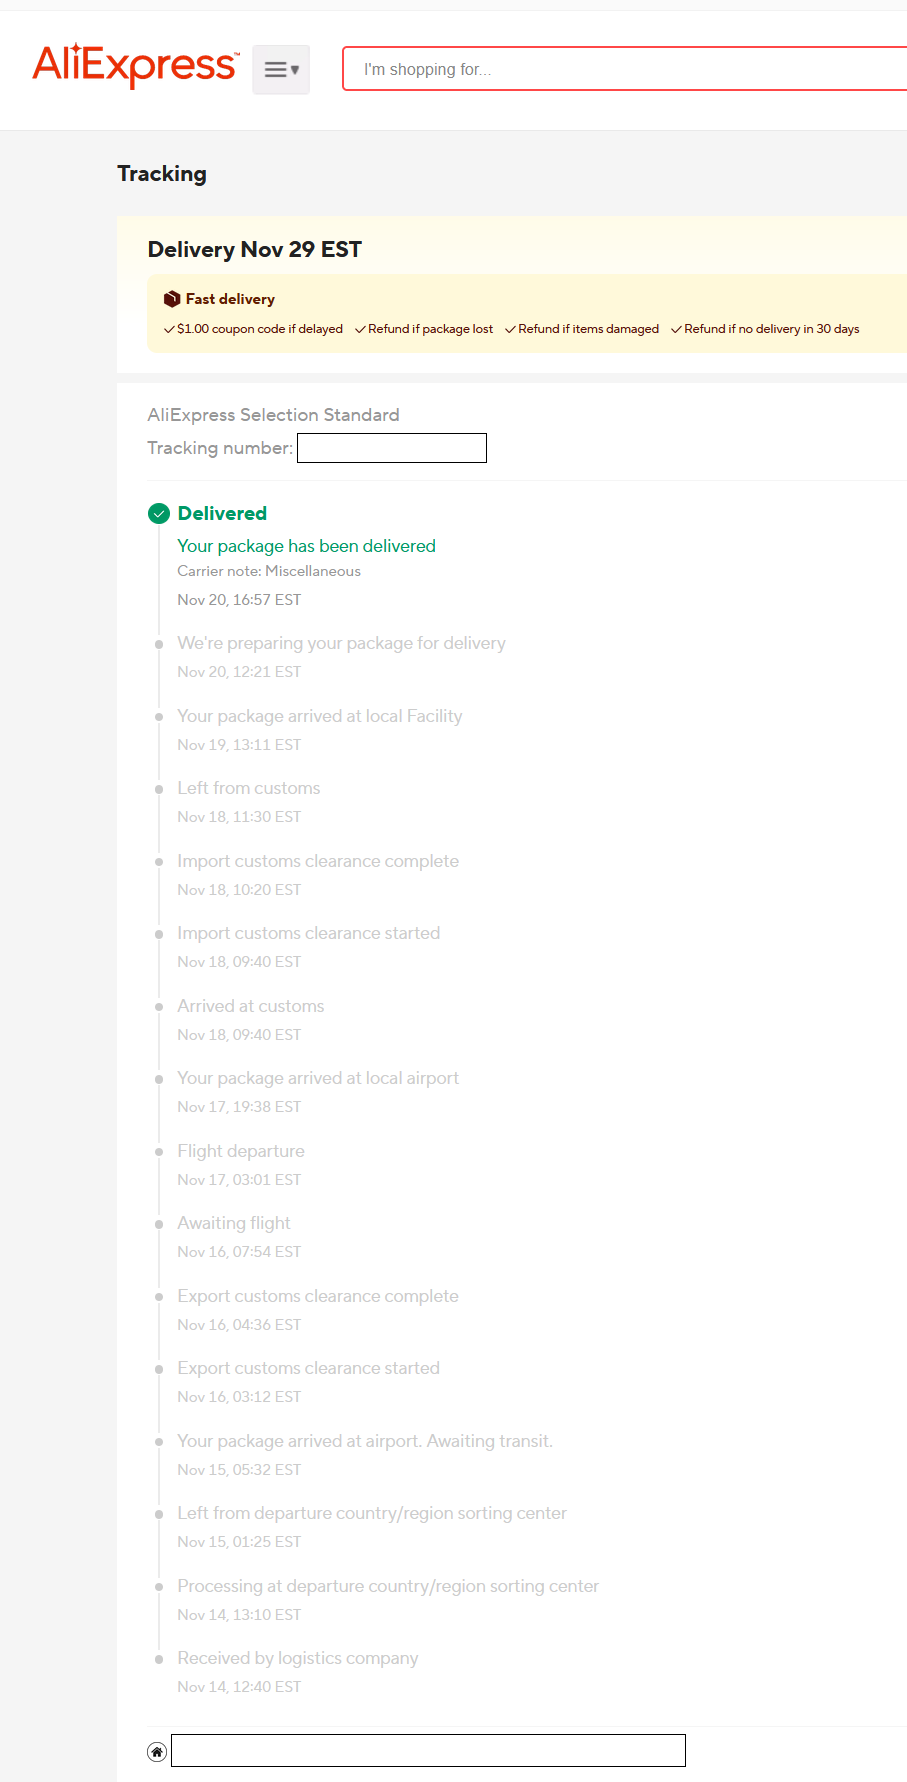 AliExpress™
I'm shopping for...
Tracking
Delivery Nov 29 EST
Fast delivery
$1.00 coupon code if delayed Refund if package lost Refund if items damaged Refund if no delivery in 30 days
AliExpress Selection Standard
Tracking number:
Delivered
Your package has been delivered
Carrier note: Miscellaneous
Nov 20, 16:57 EST
We're preparing your package for delivery
Nov 20, 12:21 EST
Your package arrived at local Facility
Nov 19, 13:11 EST
Left from customs
Nov 18, 11:30 EST
Import customs clearance complete
Nov 18, 10:20 EST
Import customs clearance started
Nov 18, 09:40 EST
Arrived at customs
Nov 18, 09:40 EST
Your package arrived at local airport
Nov 17, 19:38 EST
Flight departure
Nov 17, 03:01 EST
Awaiting flight
Nov 16, 07:54 EST
Export customs clearance complete
Nov 16, 04:36 EST
Export customs clearance started
Nov 16, 03:12 EST
Your package arrived at airport. Awaiting transit.
Nov 15, 05:32 EST
Left from departure country/region sorting center
Nov 15, 01:25 EST
Processing at departure country/region sorting center
Nov 14, 13:10 EST
Received by logistics company
Nov 14, 12:40 EST